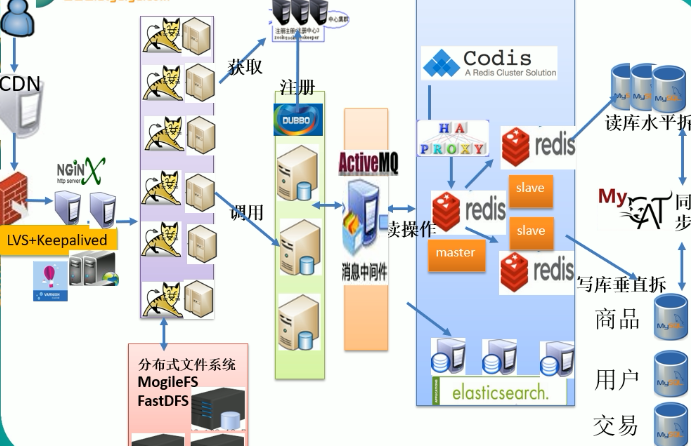 CDN
NGiNX
http server
LVS+Keepalived
VARNISH
分布式文件系统
MogileFS
FastDFS
获取
调用
注册
DUBBO
ActiveMQ
消息中间件
读操作
Codis
A Redis Cluster Solution
HA
PROXY
redis
slave
redis
slave
master
redis
elasticsearch.
读库水平拆
MyCAT
同步
写库垂直拆
商品
用户
交易